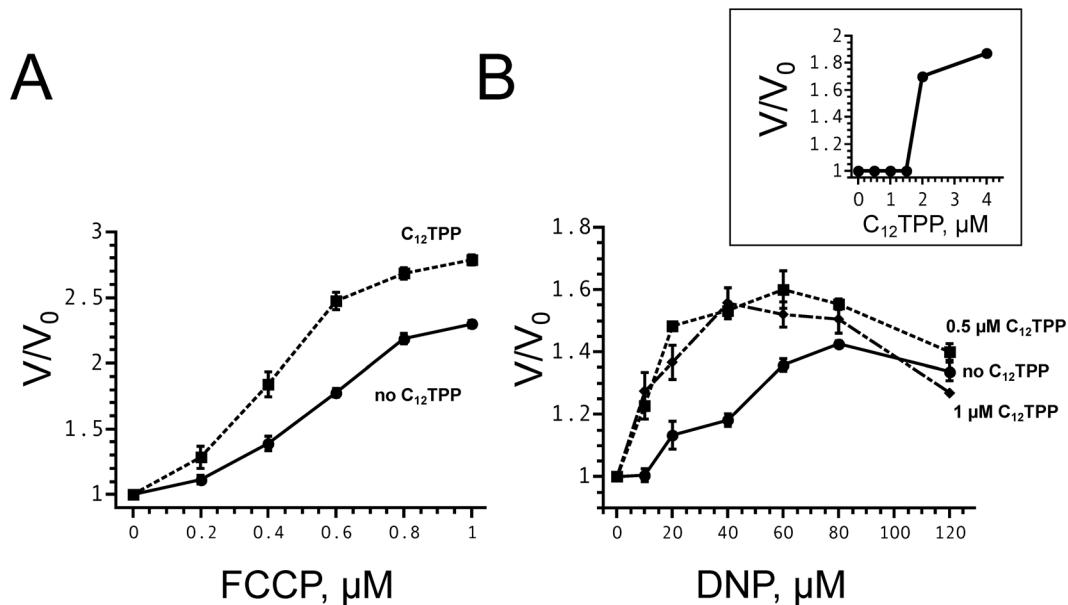 A
V/V₀
3
2.5
2
1.5
1
C₁₂TPP
no C₁₂TPP
0 0.2 0.4 0.6 0.8 1
FCCP, µM
B
V/V₀
2
1.8
1.6
1.4
1.2
1
0 1 2 3 4
C₁₂TPP, µM
V/V₀
1.8
1.6
1.4
1.2
1
0.5 µM C₁₂TPP
no C₁₂TPP
1 µM C₁₂TPP
0 20 40 60 80 100 120
DNP, µM